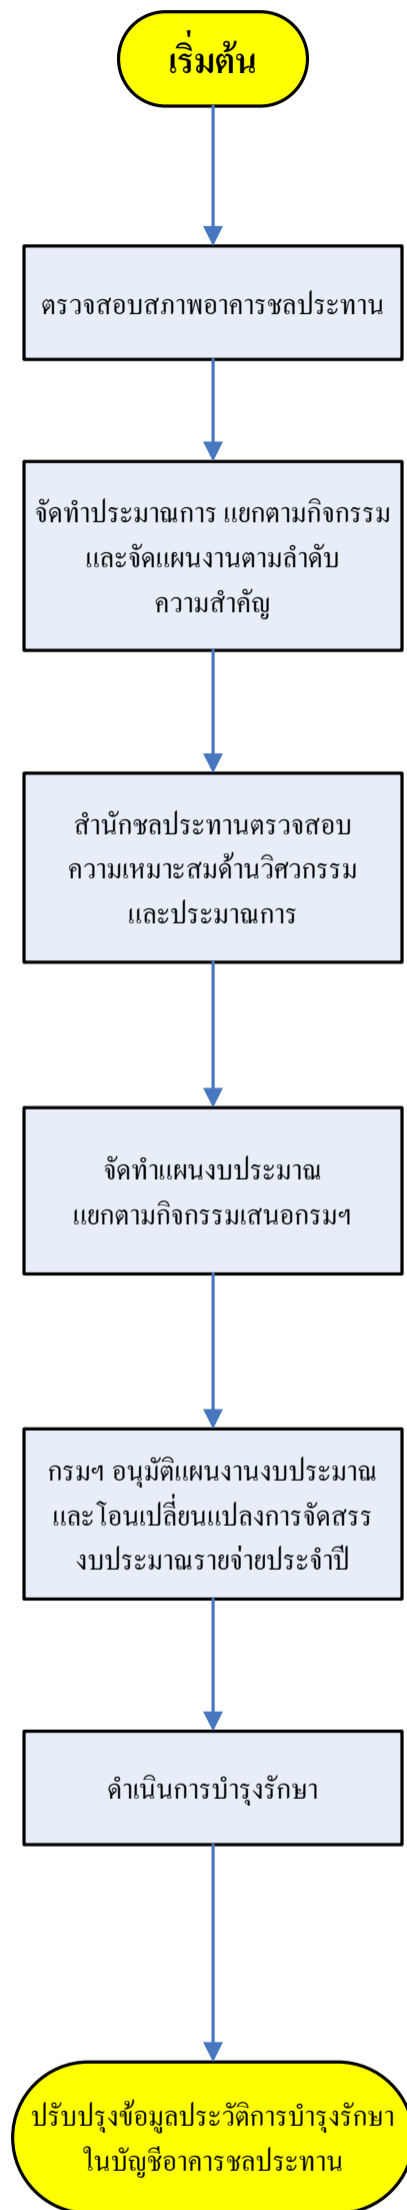 เริ่มต้น
ตรวจสอบสภาพอาคารชลประทาน
จัดทำประมาณการ แยกตามกิจกรรม
และจัดแผนงานตามลำดับ
ความสำคัญ
สำนักชลประทานตรวจสอบ
ความเหมาะสมด้านวิศวกรรม
และประมาณการ
จัดทำแผนงบประมาณ
แยกตามกิจกรรมเสนอกรมฯ
กรมฯ อนุมัติแผนงานงบประมาณ
และโอนเปลี่ยนแปลงการจัดสรร
งบประมาณรายจ่ายประจำปี
ดำเนินการบำรุงรักษา
ปรับปรุงข้อมูลประวัติการบำรุงรักษา
ในบัญชีอาคารชลประทาน